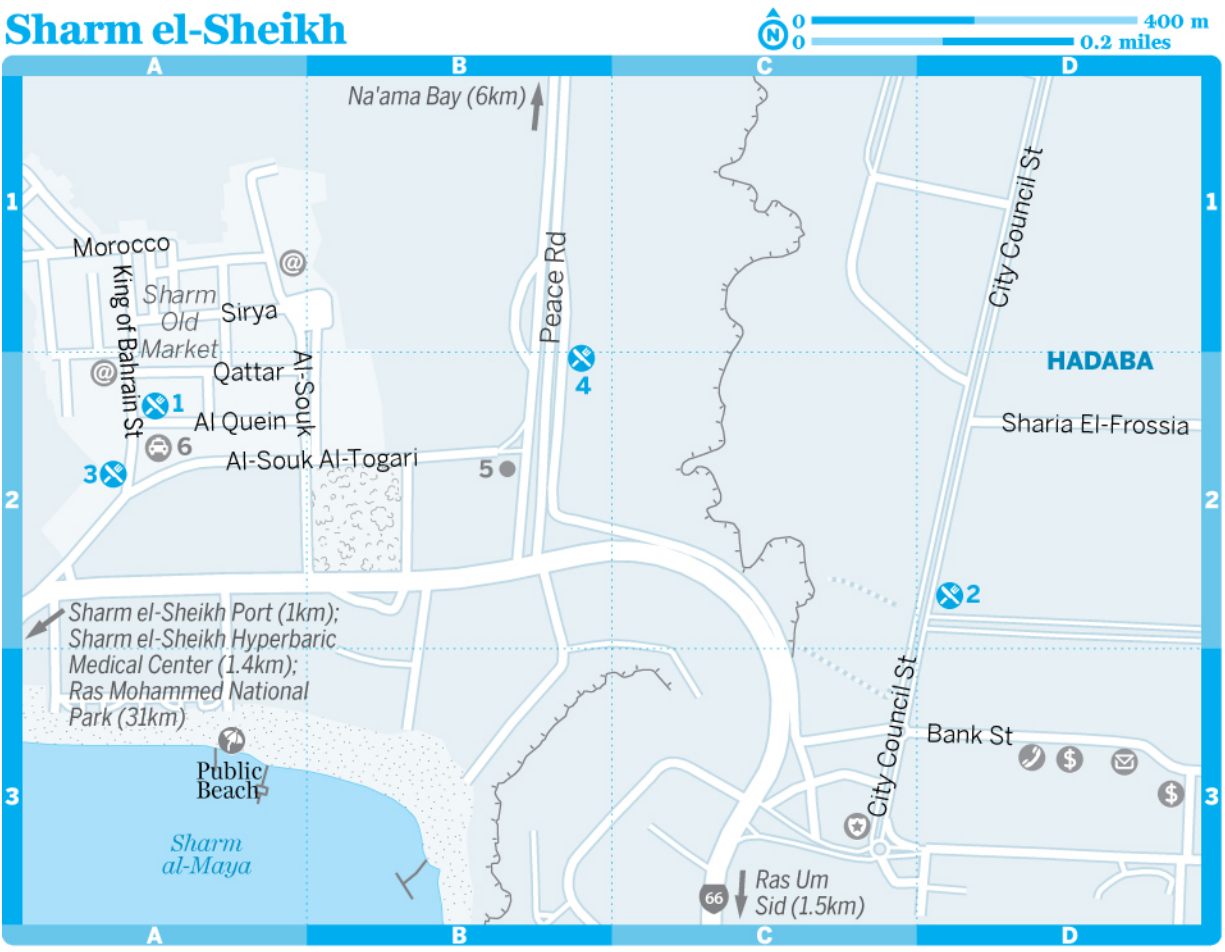 Sharm el-Sheikh
N
0 400 m
0 0.2 miles
A B C D
Na'ama Bay (6km)
1 1
City Council St
Morocco
@
King of Bahrain St
Sharm
Old
Market
Sirya
Peace Rd
HADABA
@
Qattar
Al-Souk
4
1
Al Quein
Sharia El-Frossia
6
Al-Souk Al-Togari
3
5
2 2
2
Sharm el-Sheikh Port (1km);
Sharm el-Sheikh Hyperbaric
Medical Center (1.4km);
Ras Mohammed National
Park (31km)
City Council St
Bank St
$
$
Public
Beach
3 3
Sharm
al-Maya
66
Ras Um
Sid (1.5km)
A B C D